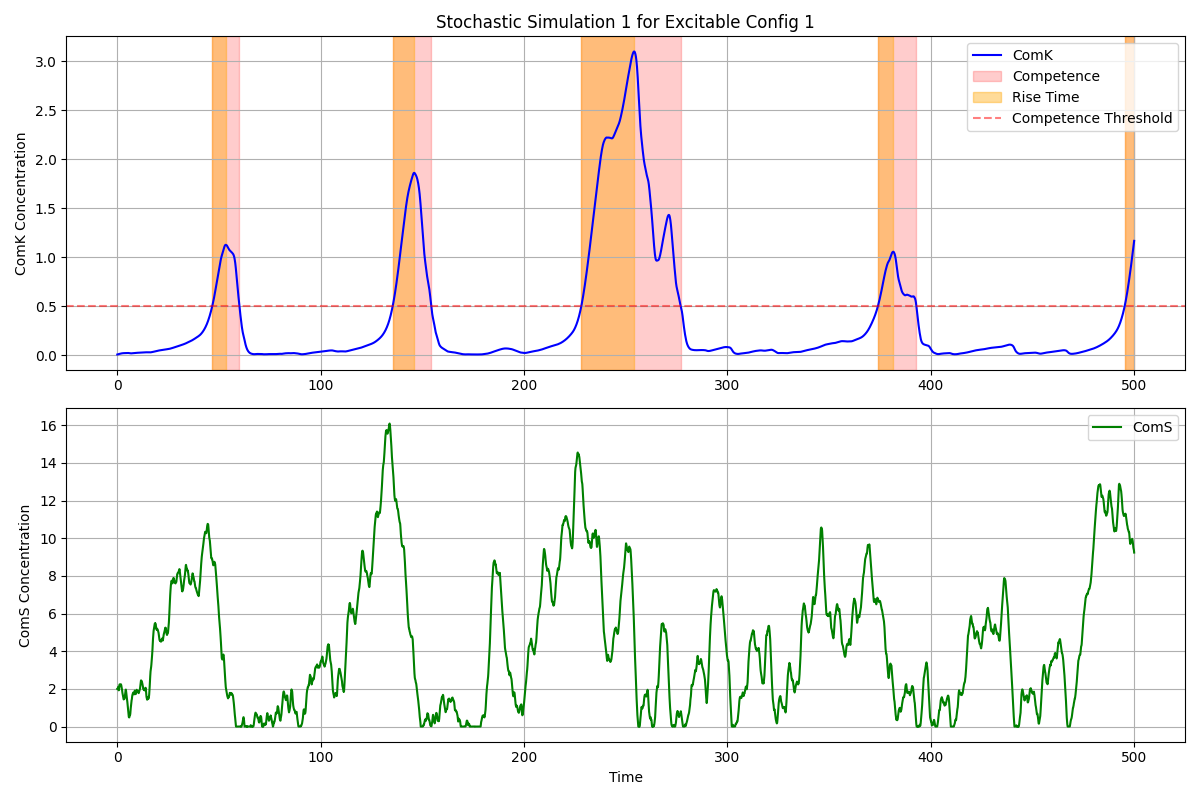 Stochastic Simulation 1 for Excitable Config 1
ComK Concentration
3.0
2.5
2.0
1.5
1.0
0.5
0.0
ComK
Competence
Rise Time
Competence Threshold
0 100 200 300 400 500
ComS Concentration
16
14
12
10
8
6
4
2
0
ComS
0 100 200 300 400 500
Time